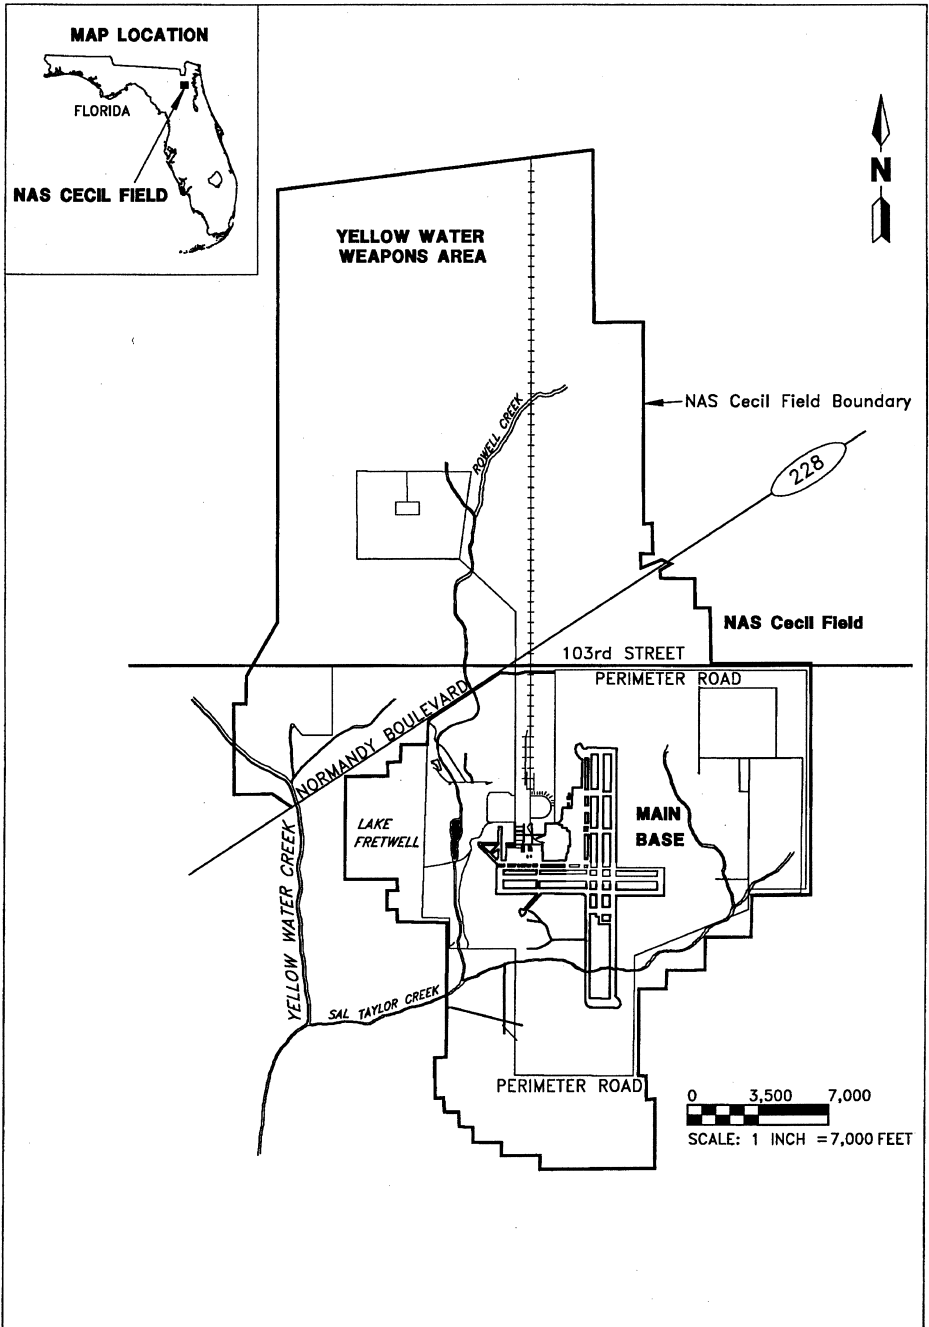 MAP LOCATION
FLORIDA
NAS CECIL FIELD
N
YELLOW WATER
WEAPONS AREA
NAS Cecil Field Boundary
ROWELL CREEK
228
NAS Cecil Field
103rd STREET
PERIMETER ROAD
NORMANDY BOULEVARD
LAKE
FRETWELL
MAIN
BASE
YELLOW WATER CREEK
SAL TAYLOR CREEK
PERIMETER ROAD
0 3,500 7,000
SCALE: 1 INCH =7,000 FEET